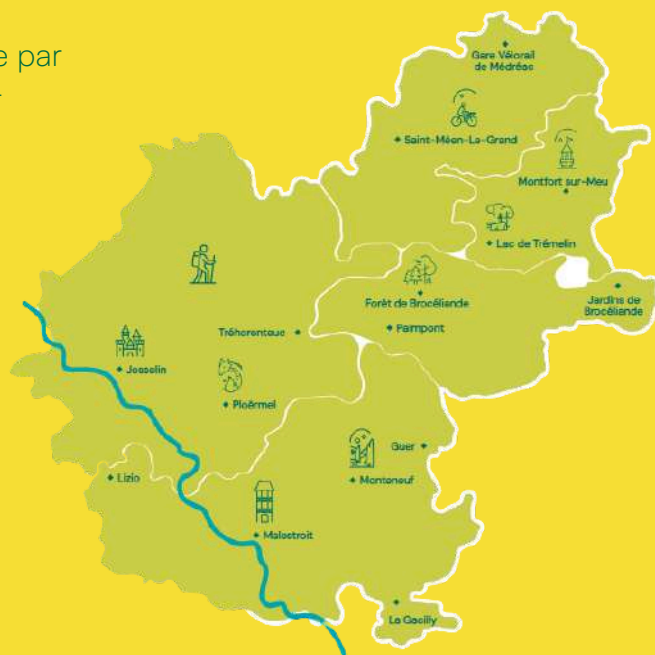 e par
Gare Vélorail
de Médréac
Saint-Méen-Le-Grand
Montfort sur-Meu
Lac de Trémelin
Forêt de Brocéliande
Jardins de
Brocéliande
Tréhorenteuc
Paimpont
Josselin
Ploërmel
Guer
Lizio
Monteneuf
Malestroit
La Gacilly